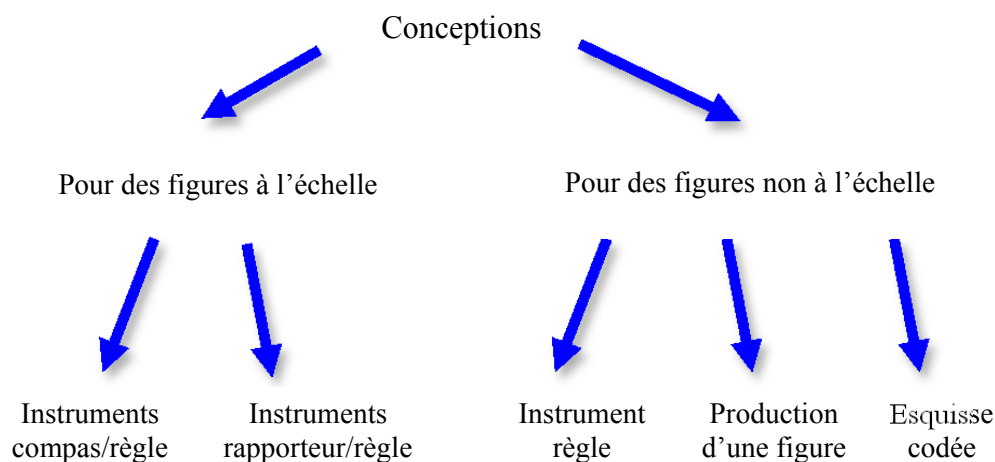 Conceptions
Pour des figures à l’échelle
Pour des figures non à l’échelle
Instruments
compas/règle
Instruments
rapporteur/règle
Instrument
règle
Production
d’une figure
Esquisse
codée